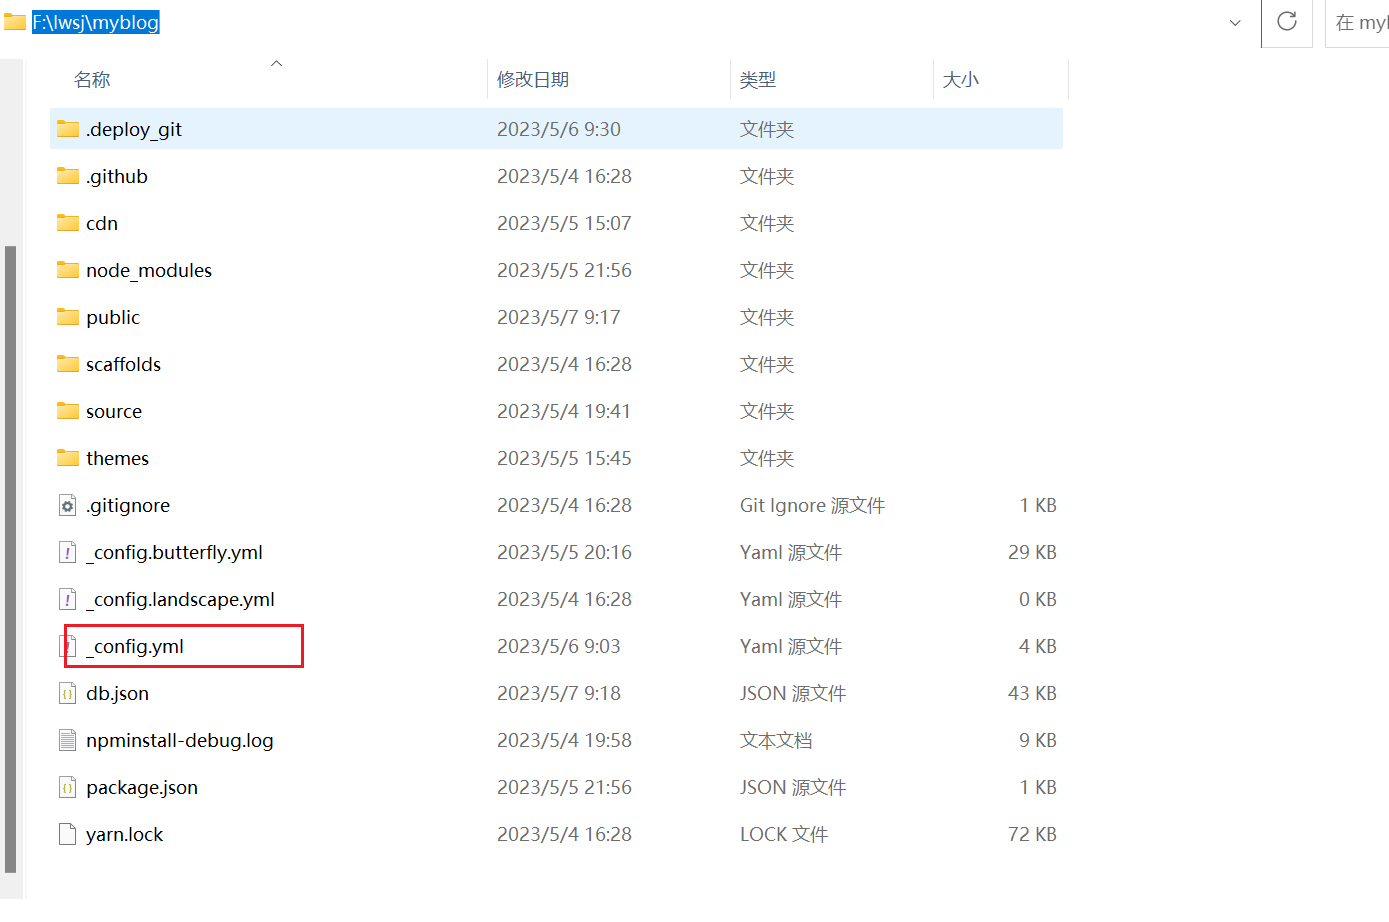 F:\lwsj\myblog
在 myl
名称 修改日期 类型 大小
.deploy_git 2023/5/6 9:30 文件夹
.github 2023/5/4 16:28 文件夹
cdn 2023/5/5 15:07 文件夹
node_modules 2023/5/5 21:56 文件夹
public 2023/5/7 9:17 文件夹
scaffolds 2023/5/4 16:28 文件夹
source 2023/5/4 19:41 文件夹
themes 2023/5/5 15:45 文件夹
.gitignore 2023/5/4 16:28 Git Ignore 源文件 1 KB
_config.butterfly.yml 2023/5/5 20:16 Yaml 源文件 29 KB
_config.landscape.yml 2023/5/4 16:28 Yaml 源文件 0 KB
_config.yml 2023/5/6 9:03 Yaml 源文件 4 KB
db.json 2023/5/7 9:18 JSON 源文件 43 KB
npminstall-debug.log 2023/5/4 19:58 文本文档 9 KB
package.json 2023/5/5 21:56 JSON 源文件 1 KB
yarn.lock 2023/5/4 16:28 LOCK 文件 72 KB